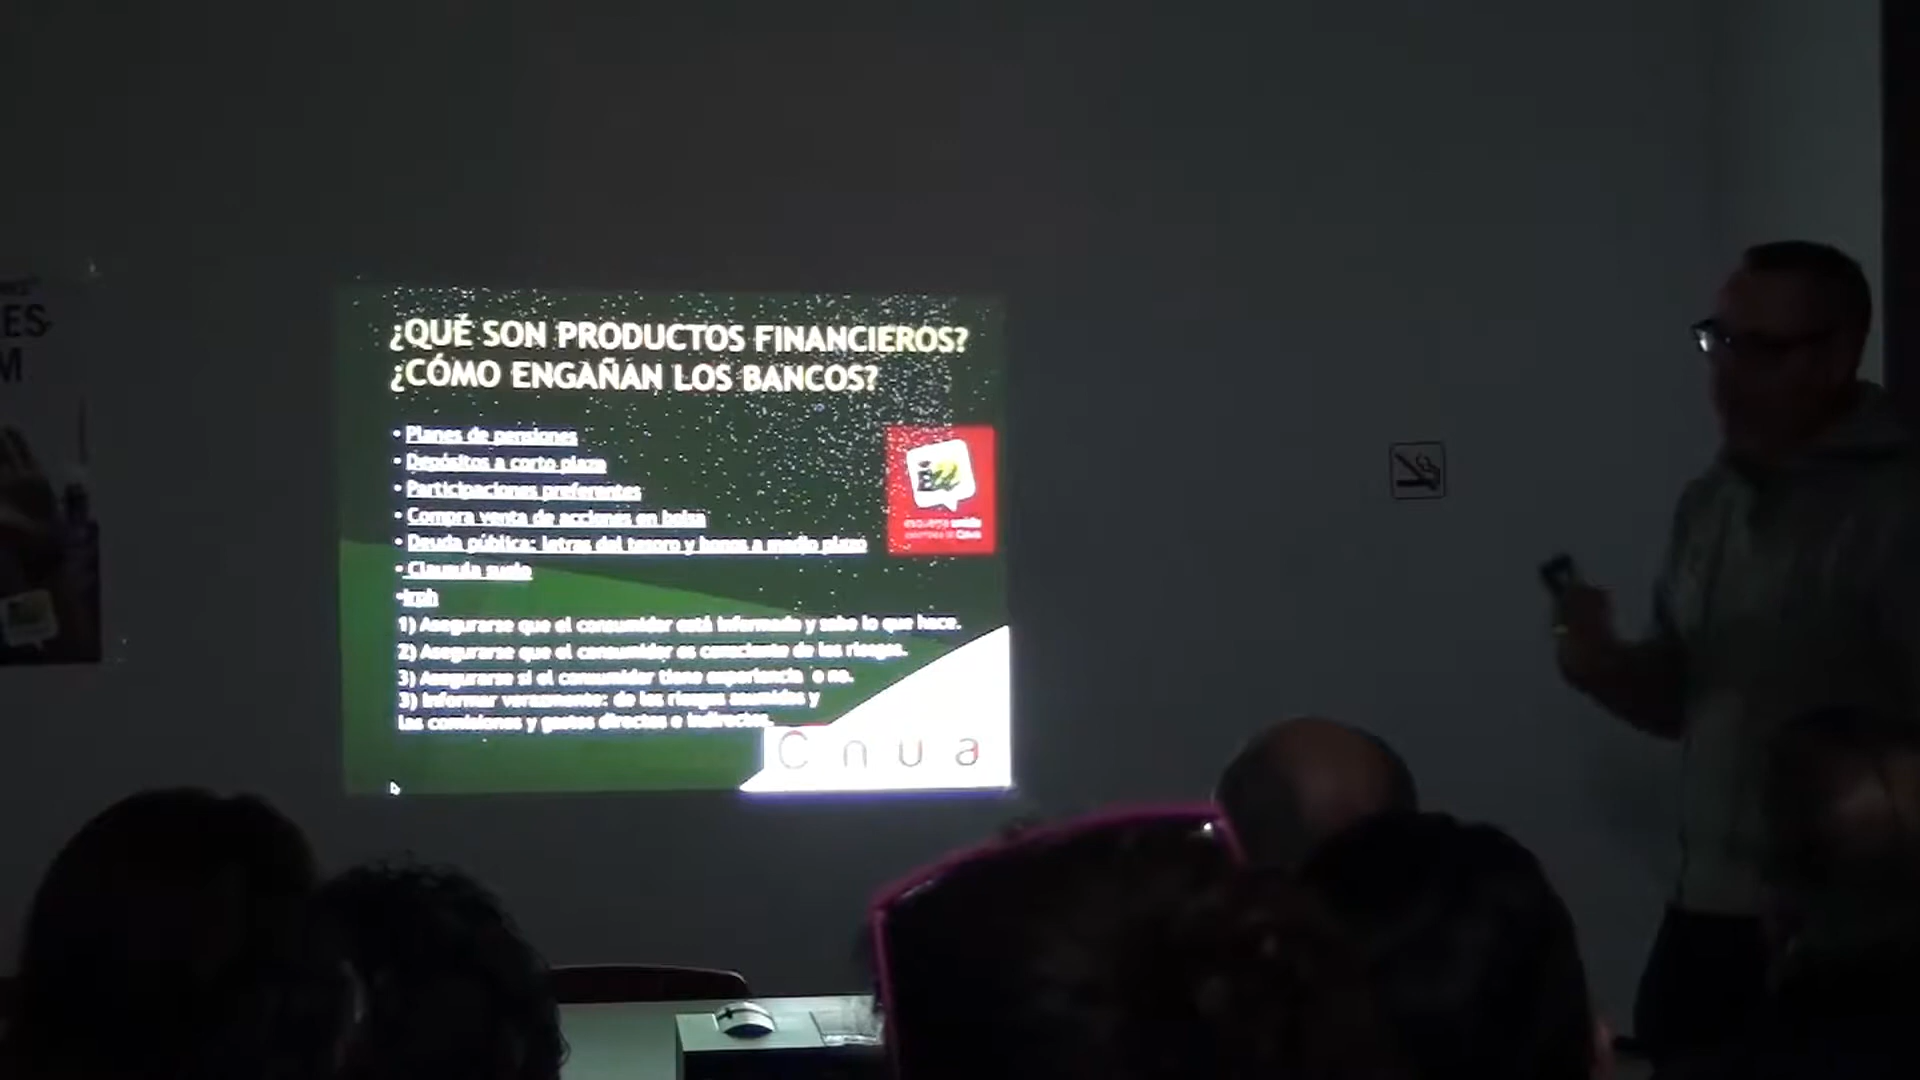 ES
M
¿QUÉ SON PRODUCTOS FINANCIEROS?
¿CÓMO ENGAÑAN LOS BANCOS?
• Planes de pensiones
• Depósitos a corto plazo
• Participaciones preferentes
• Compra venta de acciones en bolsa
• Deuda pública: letras del tesoro y bonos a medio plazo
• Clausula suelo
•Irph
1) Asegurarse que el consumidor está informado y sabe lo que hace.
2) Asegurarse que el consumidor es consciente de los riesgos.
3) Asegurarse si el consumidor tiene experiencia o no.
3) Informar verazmente: de los riesgos asumidos y
las comisiones y gastos directos e indirectos.
esquerra unida
C n u a